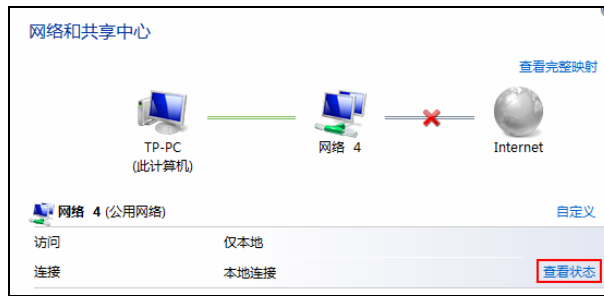 网络和共享中心
查看完整映射
TP-PC
(此计算机)
网络 4
Internet
网络 4 (公用网络)
自定义
访问 仅本地
连接 本地连接 查看状态